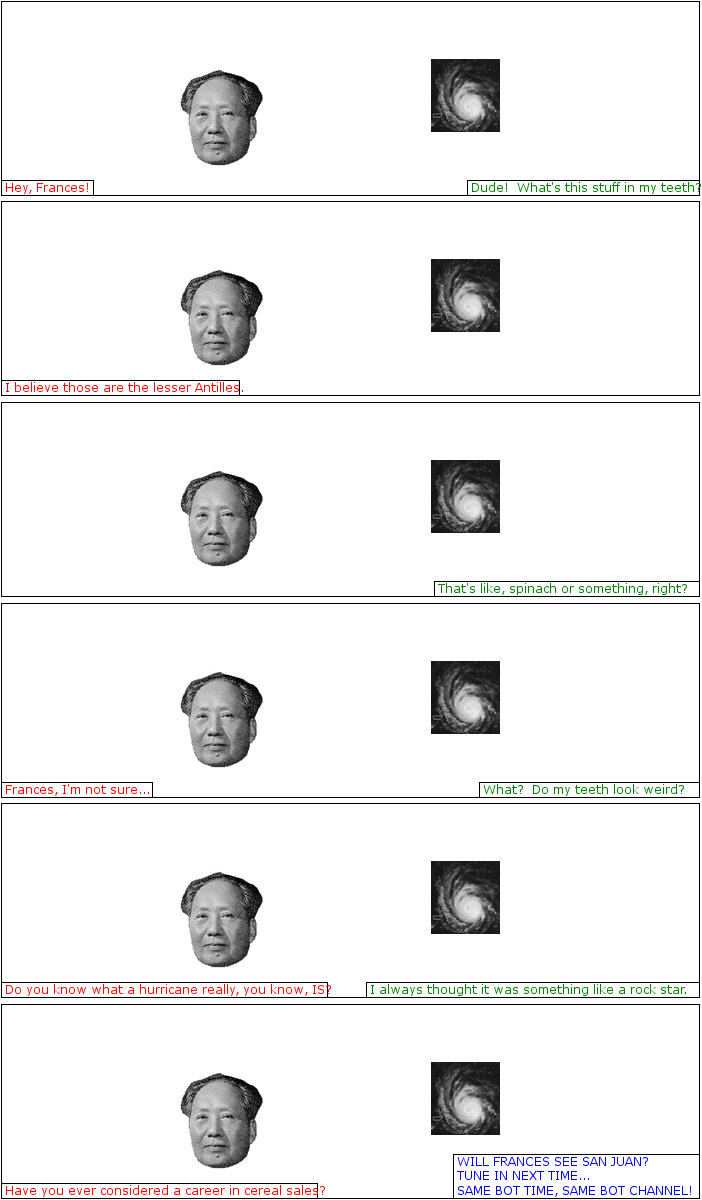 Hey, Frances!
Dude!  What's this stuff in my teeth?
I believe those are the lesser Antilles.
That's like, spinach or something, right?
Frances, I'm not sure...
What?  Do my teeth look weird?
Do you know what a hurricane really, you know, IS?
I always thought it was something like a rock star.
Have you ever considered a career in cereal sales?
WILL FRANCES SEE SAN JUAN?
TUNE IN NEXT TIME...
SAME BOT TIME, SAME BOT CHANNEL!